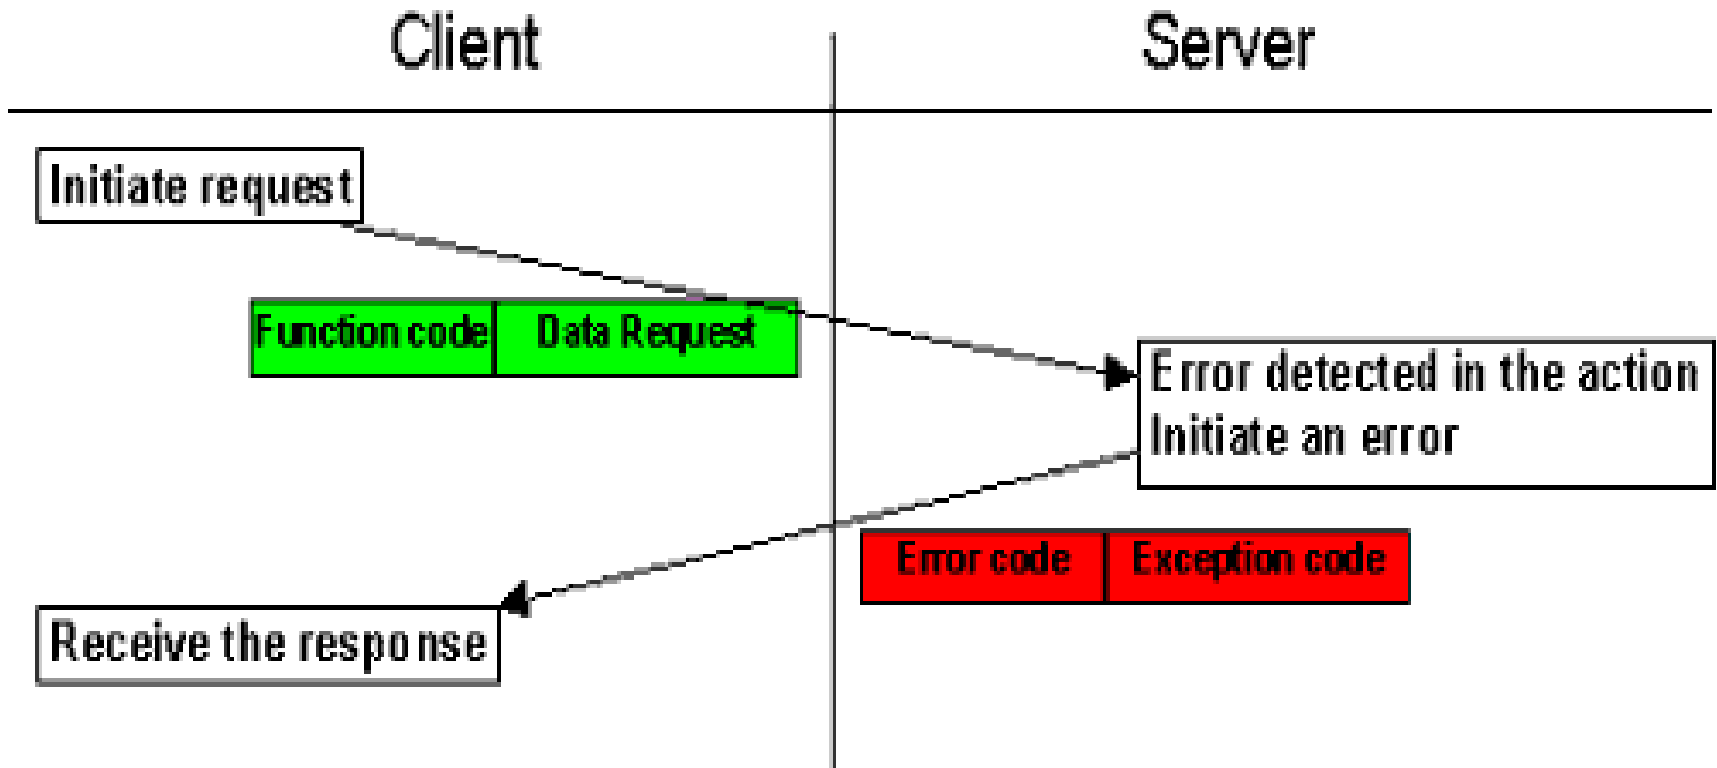 Client
Server
Initiate request
Function code
Data Request
Error detected in the action
Initiate an error
Error code
Exception code
Receive the response